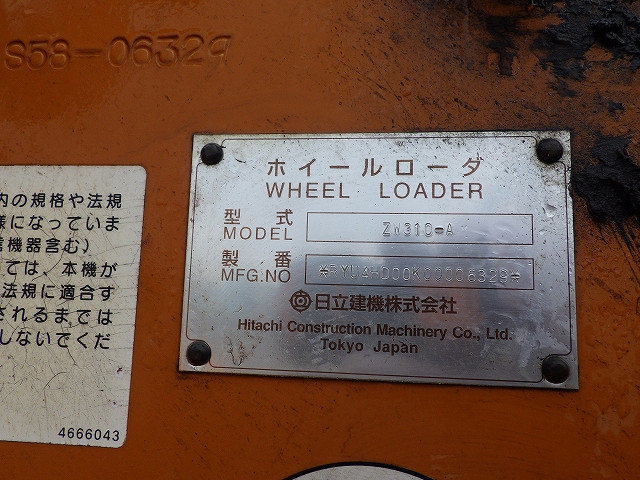 S58-06329
内の規格や法規
様になっていま
機器含む)
ては、本機が
法規に適合す
されるまでは
しないでくだ
4666043
ホイールローダ
WHEEL LOADER
型式
MODEL
ZW310-A
製番
MFG.NO
日立建機株式会社
Hitachi Construction Machinery Co., Ltd.
Tokyo Japan